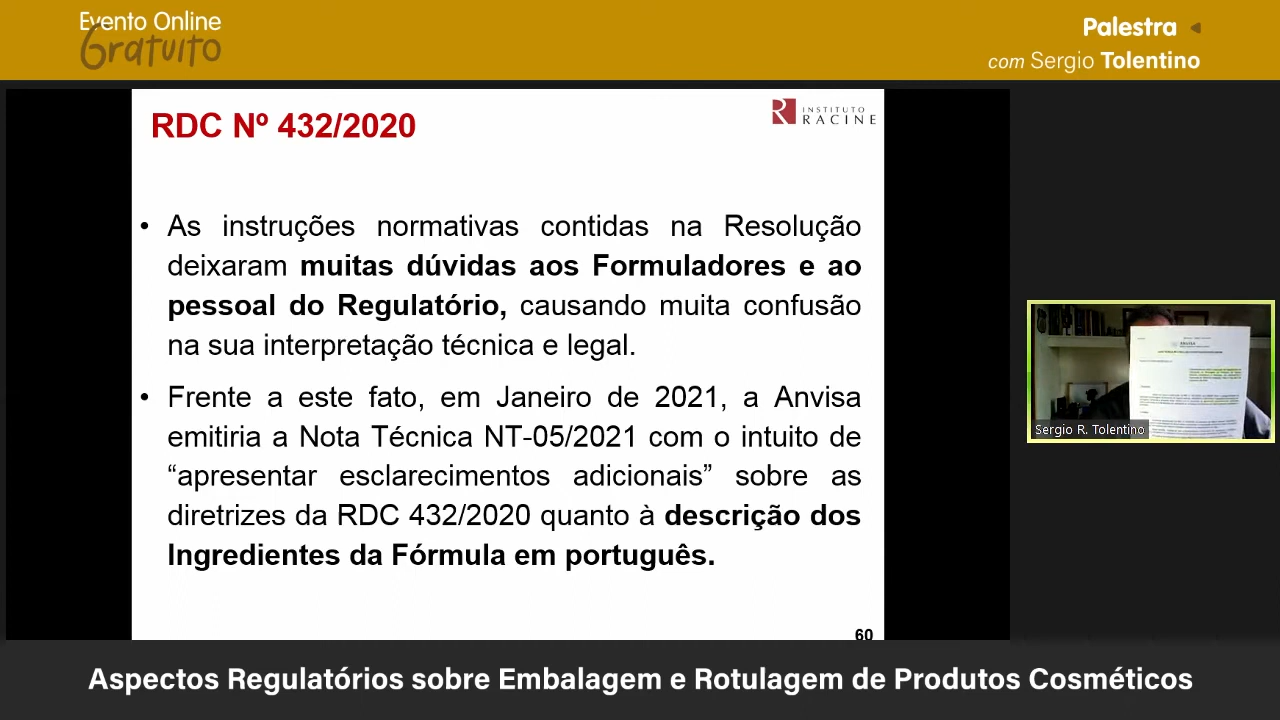 Evento Online
Gratuito
Palestra
com Sergio Tolentino
RDC Nº 432/2020
INSTITUTO
RACINE
• As instruções normativas contidas na Resolução
deixaram muitas dúvidas aos Formuladores e ao
pessoal do Regulatório, causando muita confusão
na sua interpretação técnica e legal.
• Frente a este fato, em Janeiro de 2021, a Anvisa
emitiria a Nota Técnica NT-05/2021 com o intuito de
“apresentar esclarecimentos adicionais” sobre as
diretrizes da RDC 432/2020 quanto à descrição dos
Ingredientes da Fórmula em português.
60
Sergio R. Tolentino
Aspectos Regulatórios sobre Embalagem e Rotulagem de Produtos Cosméticos